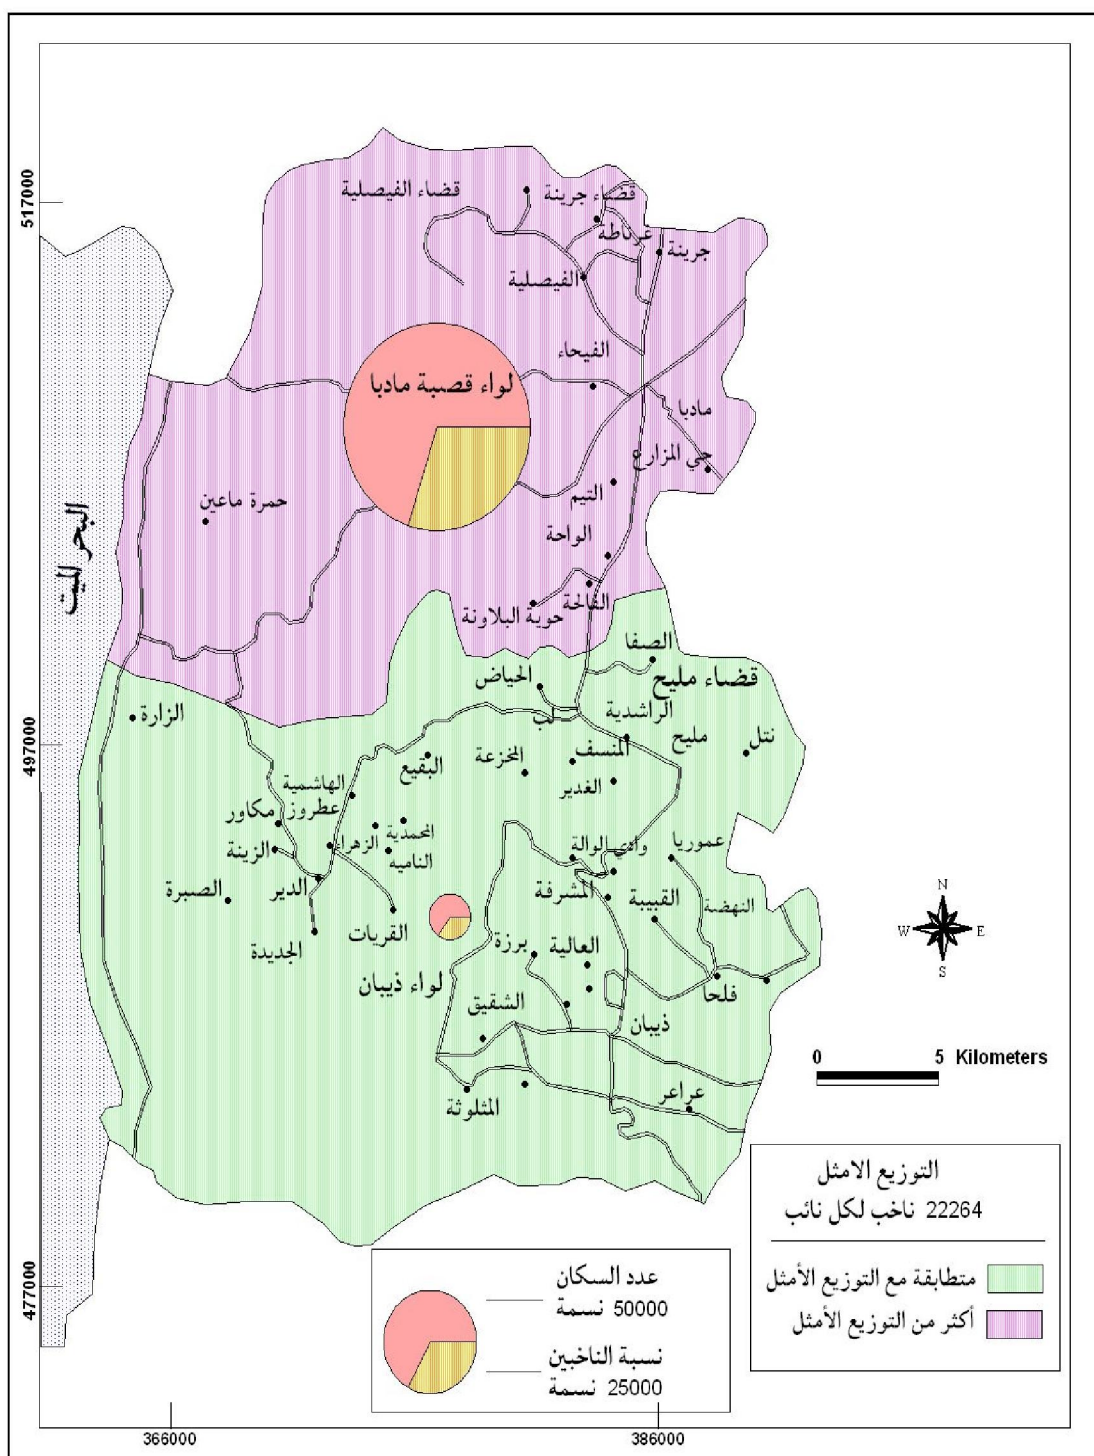 517000
497000
477000
366000
386000
قضاء الفيصلية
قضاء جرينة
غرناطة
جرينة
الفيصلية
الفيحاء
لواء قصبة مادبا
مادبا
حي المزارع
التيم
حمرة ماعين
الواحة
الفالحة
حوية البلاونة
البحر الميت
الصفا
قضاء مليح
الحياض
الراشدية
لب
مليح
نتل
المنسف
المخزعة
الغدير
البقيع
الزارة
الهاشمية
عطروز
مكاور
الزهراء
المحمدية
النامية
الزينة
وادي الوالة
عموريا
الصبرة
الدير
المشرفة
القبيبة
النهضة
الجديدة
القريات
برزة
العالية
لواء ذيبان
الشقيق
ذيبان
فلحا
المثلوثة
عراعر
N
W E
S
0 5 Kilometers
التوزيع الامثل
22264 ناخب لكل نائب
متطابقة مع التوزيع الأمثل
أكثر من التوزيع الأمثل
عدد السكان
50000 نسمة
نسبة الناخبين
25000 نسمة